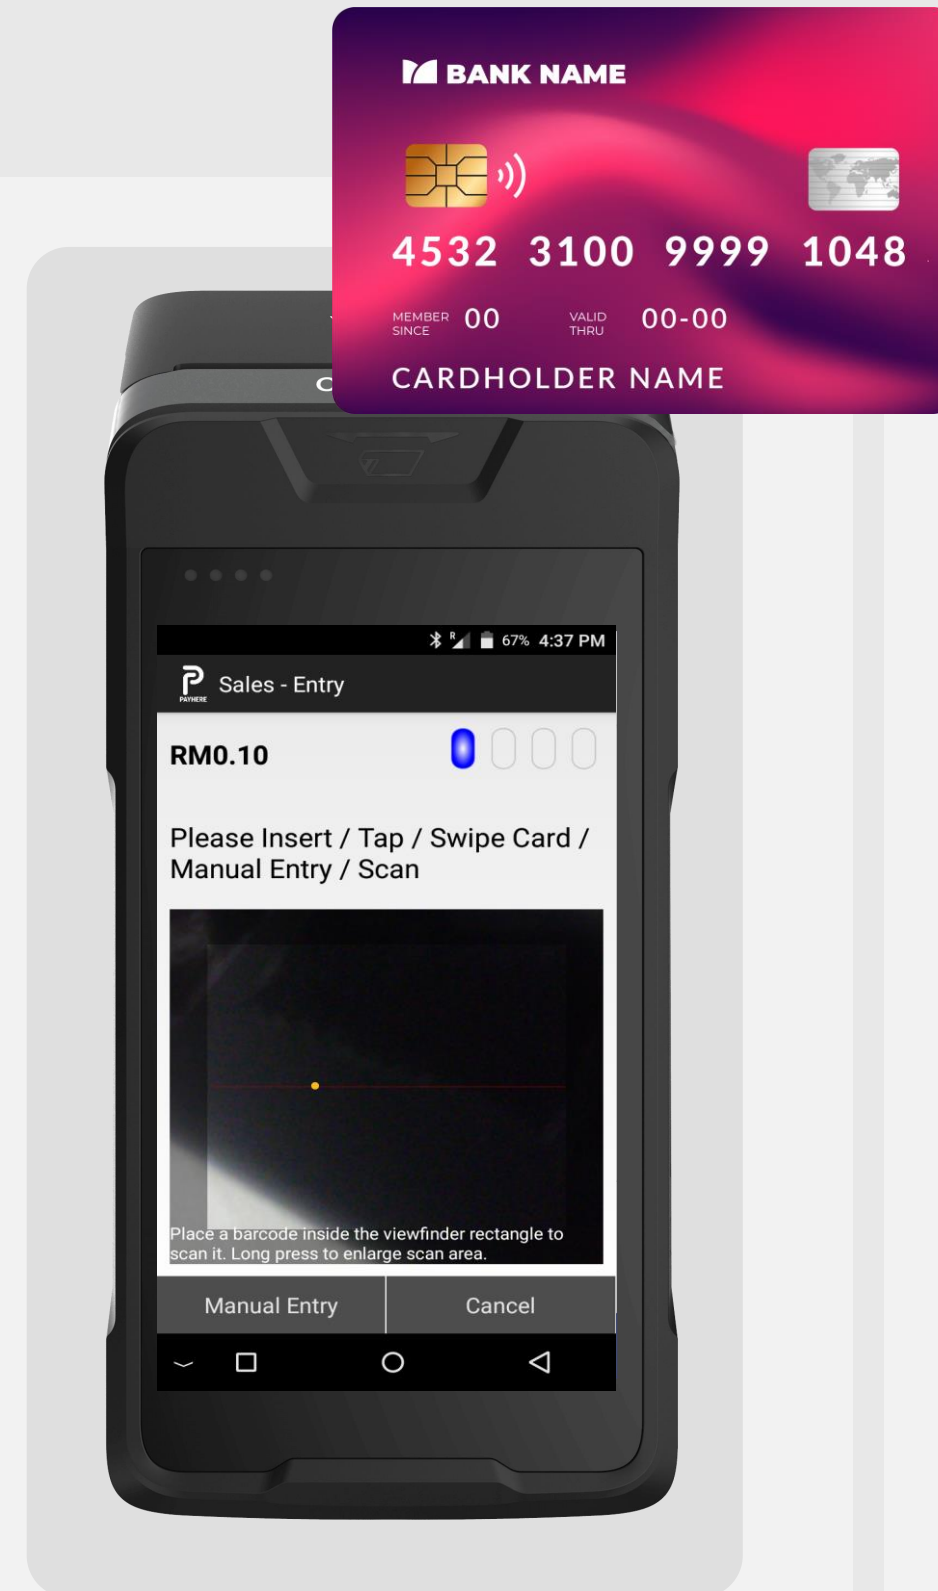 BANK NAME
4532 3100 9999 1048
MEMBER SINCE 00 VALID THRU 00-00
CARDHOLDER NAME
67% 4:37 PM
PAYHERE
Sales - Entry
RM0.10
Please Insert / Tap / Swipe Card /
Manual Entry / Scan
Place a barcode inside the viewfinder rectangle to
scan it. Long press to enlarge scan area.
Manual Entry Cancel